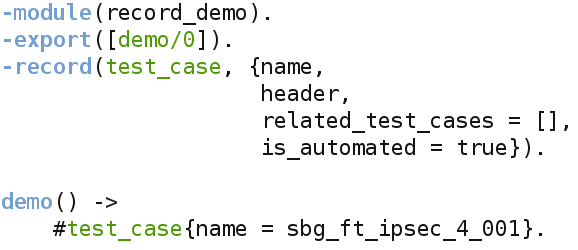 -module(record_demo).
-export([demo/0]).
-record(test_case, {name,
                    header,
                    related_test_cases = [],
                    is_automated = true}).

demo() ->
    #test_case{name = sbg_ft_ipsec_4_001}.